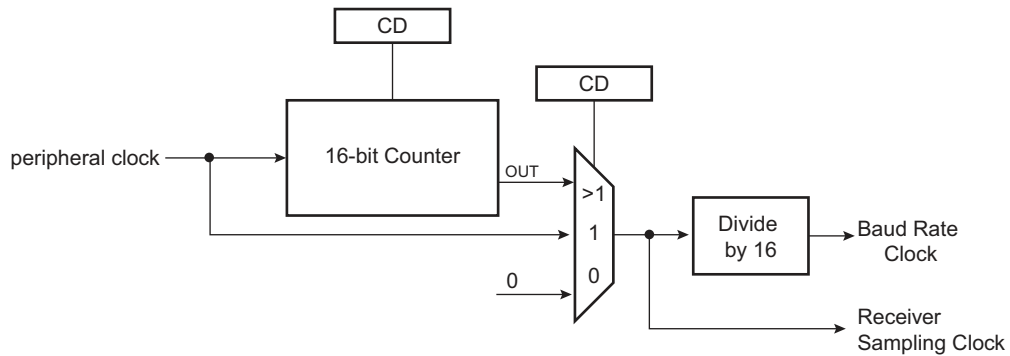 CD
CD
peripheral clock
16-bit Counter
OUT
>1
1
0
0
Divide
by 16
Baud Rate
Clock
Receiver
Sampling Clock